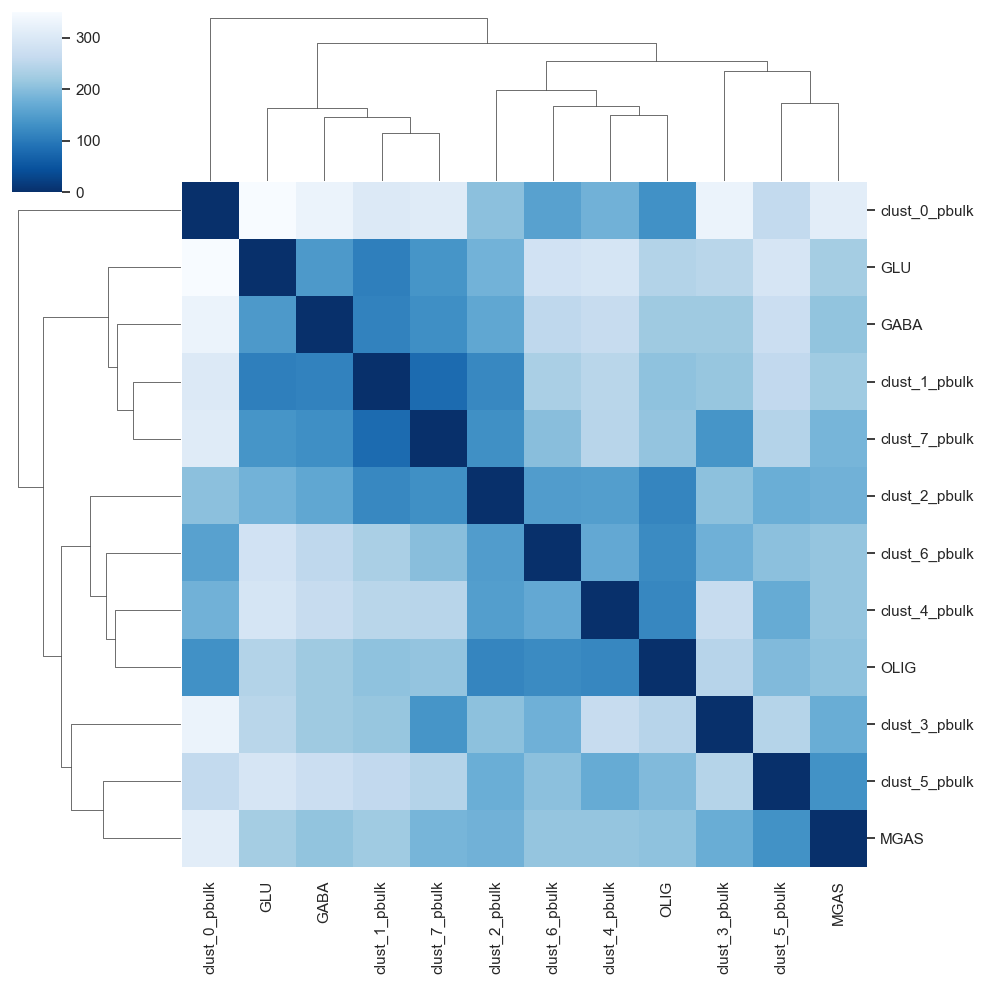 300
200
100
0
clust_0_pbulk
GLU
GABA
clust_1_pbulk
clust_7_pbulk
clust_2_pbulk
clust_6_pbulk
clust_4_pbulk
OLIG
clust_3_pbulk
clust_5_pbulk
MGAS
clust_0_pbulk
GLU
GABA
clust_1_pbulk
clust_7_pbulk
clust_2_pbulk
clust_6_pbulk
clust_4_pbulk
OLIG
clust_3_pbulk
clust_5_pbulk
MGAS